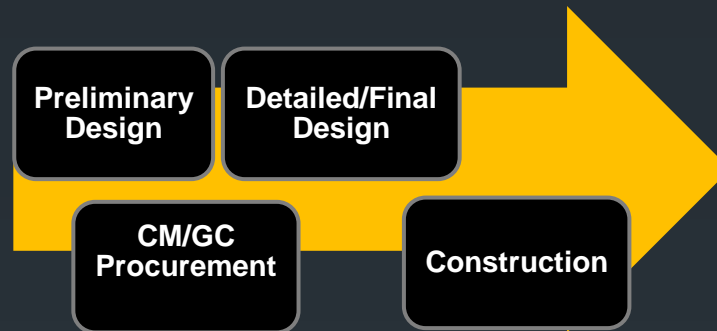 Preliminary
Design
Detailed/Final
Design
CM/GC
Procurement
Construction